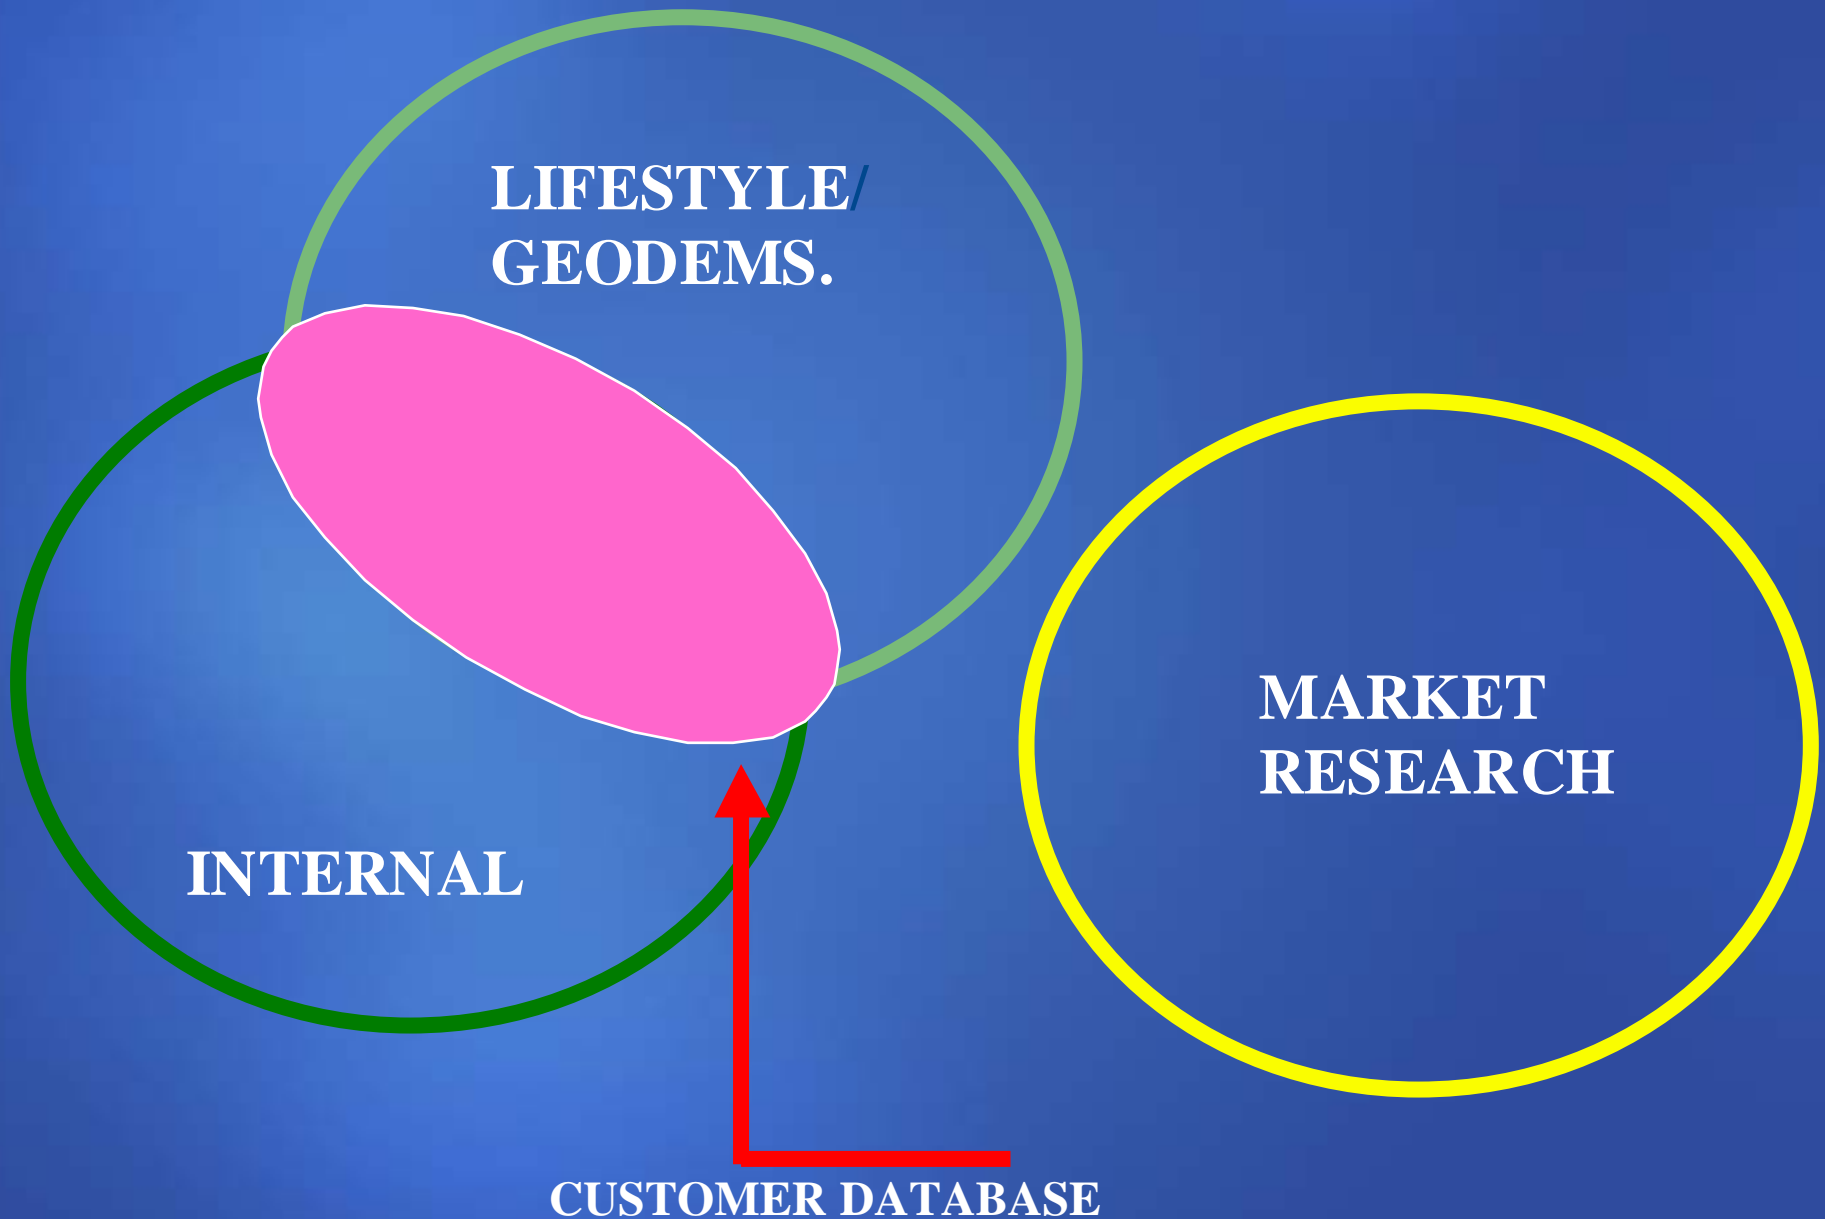 LIFESTYLE/
GEODEMS.
MARKET
RESEARCH
INTERNAL
CUSTOMER DATABASE